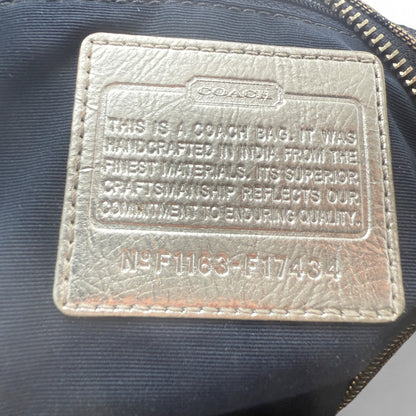 COACH
THIS IS A COACH BAG. IT WAS
HANDCRAFTED IN INDIA FROM THE
FINEST MATERIALS. ITS SUPERIOR
CRAFTSMANSHIP REFLECTS OUR
COMMITMENT TO ENDURING QUALITY.
Nº F1163-F17434